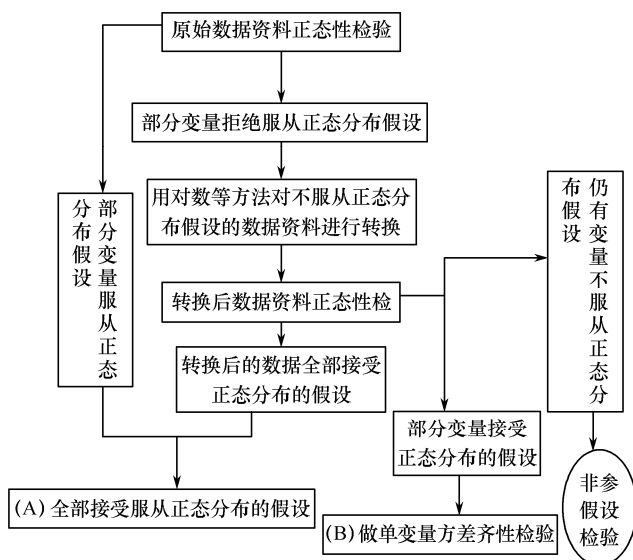 原始数据资料正态性检验
部分变量拒绝服从正态分布假设
用对数等方法对不服从正态分
布假设的数据资料进行转换
部分变量服从正态
分布假设
仍有变量不服从正态分
布假设
转换后数据资料正态性检
转换后的数据全部接受
正态分布的假设
部分变量接受
正态分布的假设
非参
假设
检验
(A) 全部接受服从正态分布的假设
(B) 做单变量方差齐性检验